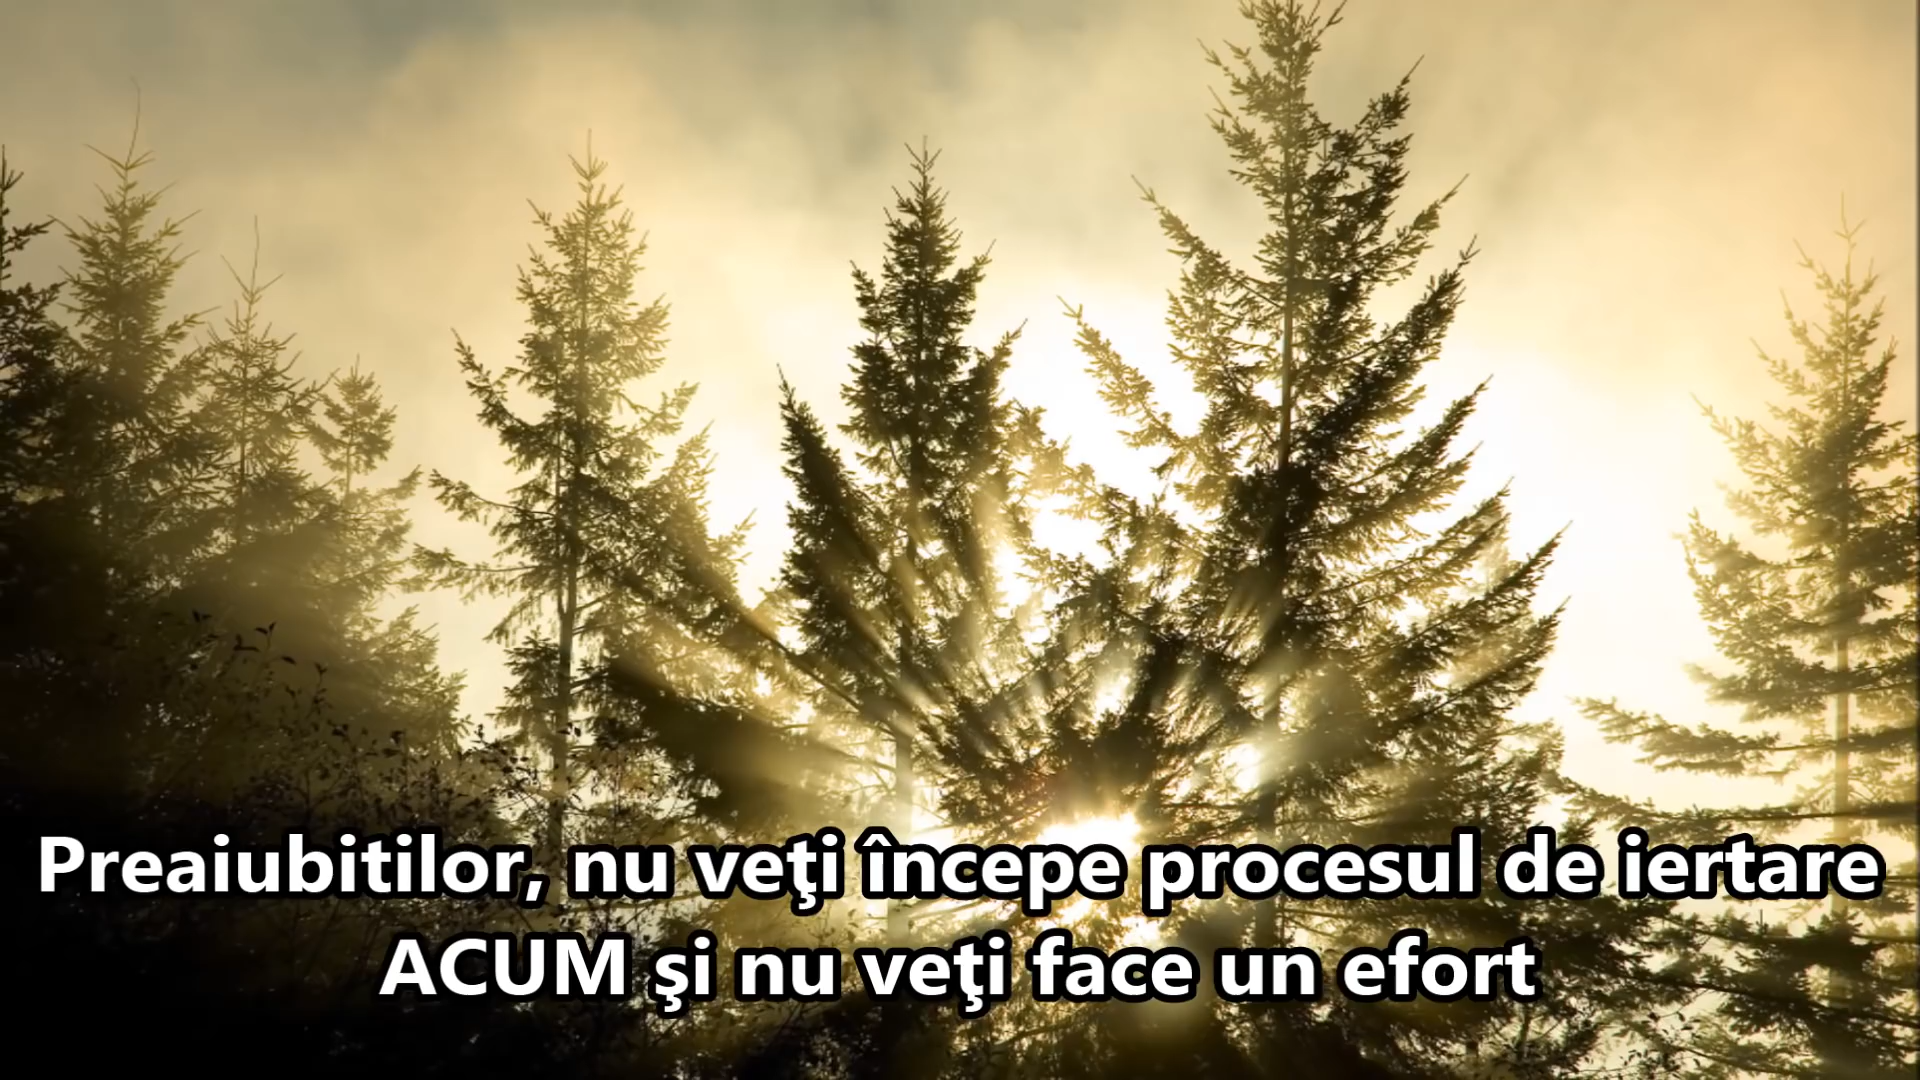 Preaiubitilor, nu veţi începe procesul de iertare
ACUM şi nu veţi face un efort